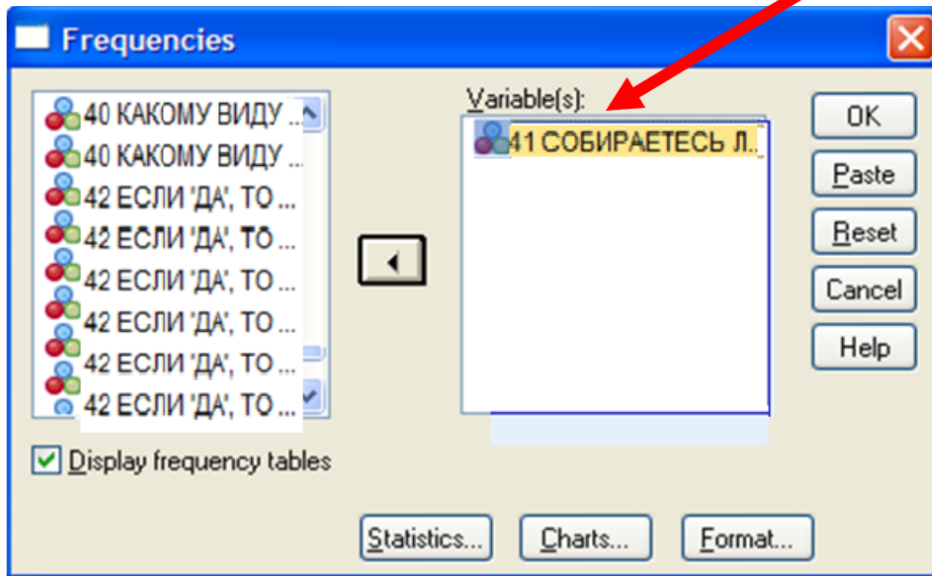 Frequencies
40 КАКОМУ ВИДУ ...
40 КАКОМУ ВИДУ ...
42 ЕСЛИ 'ДА', ТО ...
42 ЕСЛИ 'ДА', ТО ...
42 ЕСЛИ 'ДА', ТО ...
42 ЕСЛИ 'ДА', ТО ...
42 ЕСЛИ 'ДА', ТО ...
42 ЕСЛИ 'ДА', ТО ...
Display frequency tables
Variable(s):
41 СОБИРАЕТЕСЬ Л...
OK
Paste
Reset
Cancel
Help
Statistics...
Charts...
Format...